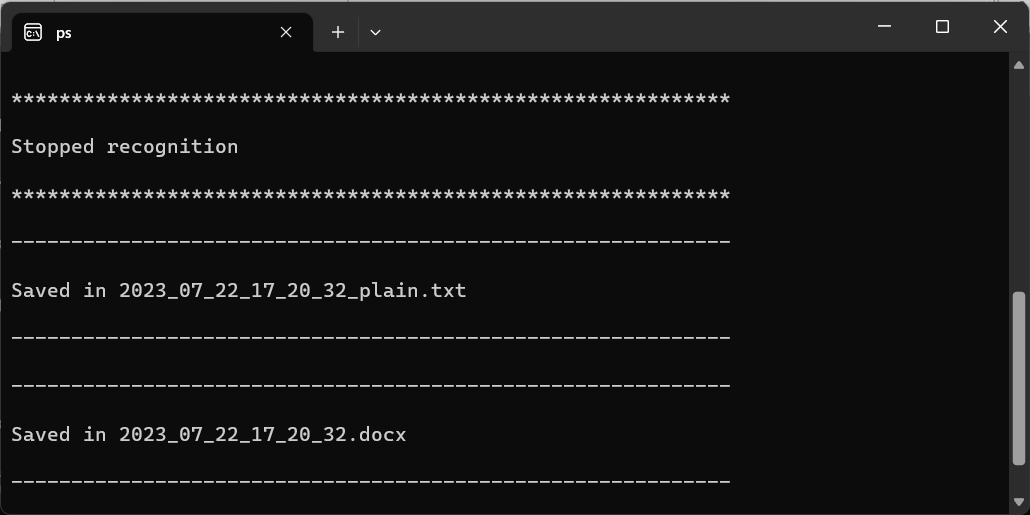 ps
************************************************************
Stopped recognition
************************************************************
------------------------------------------------------------
Saved in 2023_07_22_17_20_32_plain.txt
------------------------------------------------------------
------------------------------------------------------------
Saved in 2023_07_22_17_20_32.docx
------------------------------------------------------------